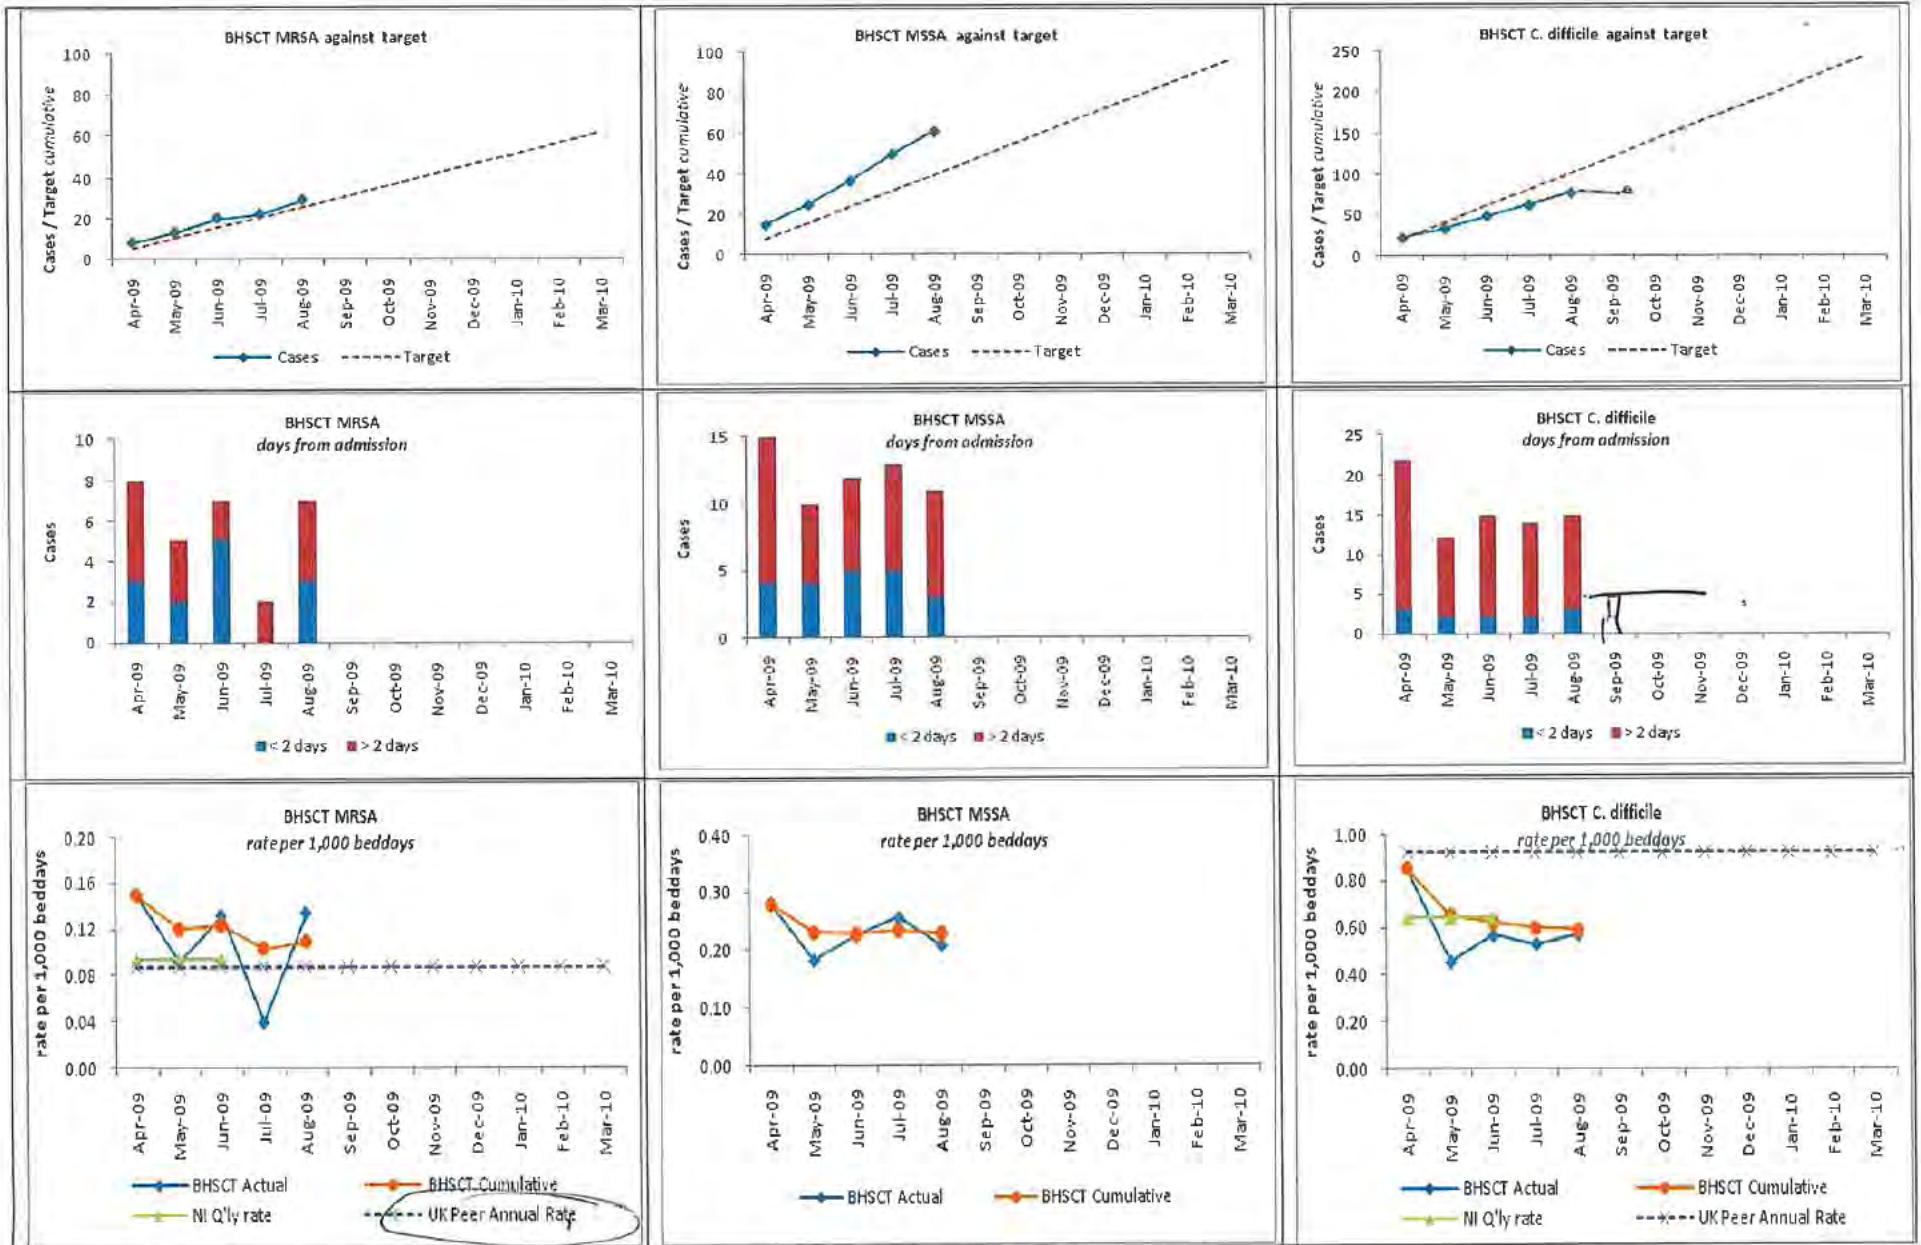 BHSCT MRSA against target
Cases / Target cumulative
100
80
60
40
20
0
Apr-09
May-09
Jun-09
Jul-09
Aug-09
Sep-09
Oct-09
Nov-09
Dec-09
Jan-10
Feb-10
Mar-10
Cases Target
BHSCT MSSA against target
Cases / Target cumulative
100
80
60
40
20
0
Apr-09
May-09
Jun-09
Jul-09
Aug-09
Sep-09
Oct-09
Nov-09
Dec-09
Jan-10
Feb-10
Mar-10
Cases Target
BHSCT C. difficile against target
Cases / Target cumulative
250
200
150
100
50
0
Apr-09
May-09
Jun-09
Jul-09
Aug-09
Sep-09
Oct-09
Nov-09
Dec-09
Jan-10
Feb-10
Mar-10
Cases Target
BHSCT MRSA
days from admission
Cases
10
8
6
4
2
0
Apr-09
May-09
Jun-09
Jul-09
Aug-09
Sep-09
Oct-09
Nov-09
Dec-09
Jan-10
Feb-10
Mar-10
< 2 days > 2 days
BHSCT MSSA
days from admission
Cases
15
10
5
0
Apr-09
May-09
Jun-09
Jul-09
Aug-09
Sep-09
Oct-09
Nov-09
Dec-09
Jan-10
Feb-10
Mar-10
< 2 days > 2 days
BHSCT C. difficile
days from admission
Cases
25
20
15
10
5
0
Apr-09
May-09
Jun-09
Jul-09
Aug-09
Sep-09
Oct-09
Nov-09
Dec-09
Jan-10
Feb-10
Mar-10
< 2 days > 2 days
BHSCT MRSA
rate per 1,000 beddays
rate per 1,000 beddays
0.20
0.16
0.12
0.08
0.04
0.00
Apr-09
May-09
Jun-09
Jul-09
Aug-09
Sep-09
Oct-09
Nov-09
Dec-09
Jan-10
Feb-10
Mar-10
BHSCT Actual BHSCT Cumulative
NI Q'ly rate UK Peer Annual Rate
BHSCT MSSA
rate per 1,000 beddays
rate per 1,000 beddays
0.40
0.30
0.20
0.10
0.00
Apr-09
May-09
Jun-09
Jul-09
Aug-09
Sep-09
Oct-09
Nov-09
Dec-09
Jan-10
Feb-10
Mar-10
BHSCT Actual BHSCT Cumulative
BHSCT C. difficile
rate per 1,000 beddays
rate per 1,000 beddays
1.00
0.80
0.60
0.40
0.20
0.00
Apr-09
May-09
Jun-09
Jul-09
Aug-09
Sep-09
Oct-09
Nov-09
Dec-09
Jan-10
Feb-10
Mar-10
BHSCT Actual BHSCT Cumulative
NI Q'ly rate UK Peer Annual Rate